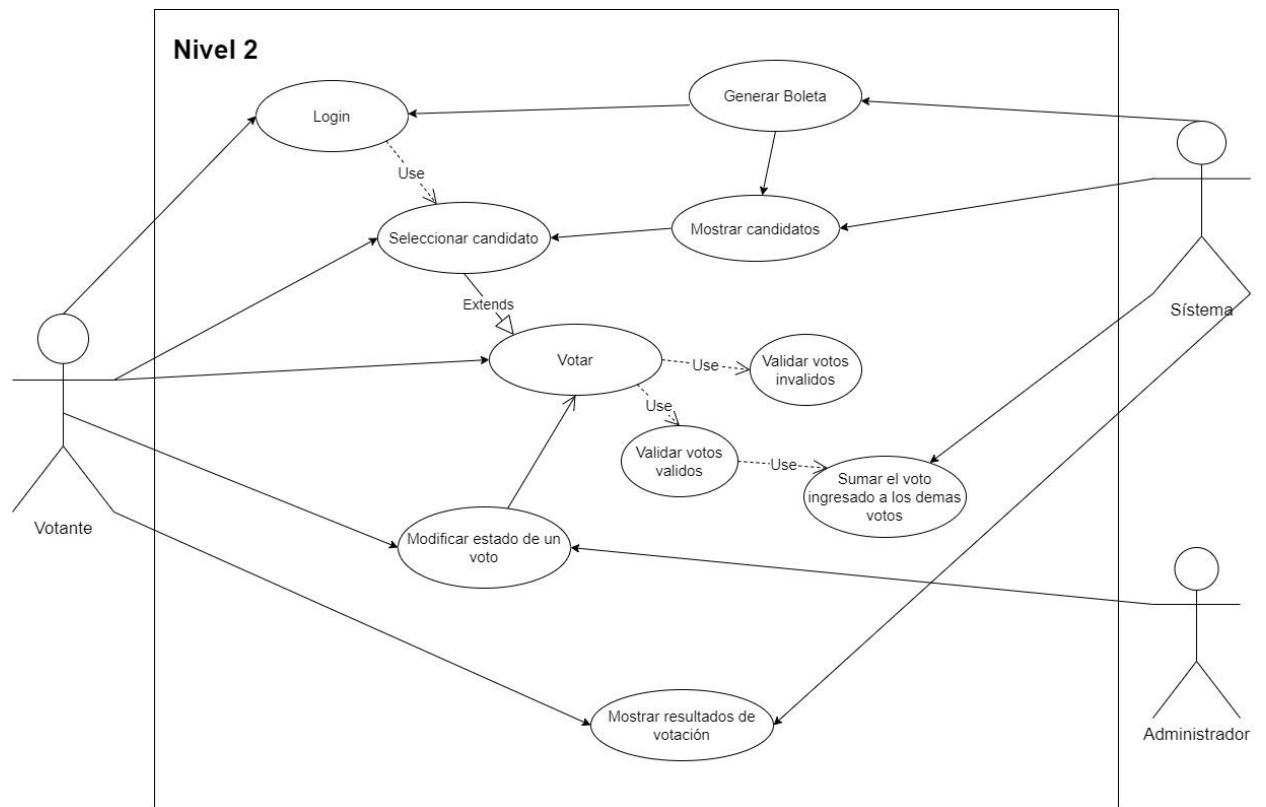 Nivel 2
Generar Boleta
Login
Use
Seleccionar candidato
Mostrar candidatos
Extends
Sístema
Votar
Use
Validar votos
invalidos
Use
Validar votos
validos
Use
Sumar el voto
ingresado a los demas
votos
Votante
Modificar estado de un
voto
Mostrar resultados de
votación
Administrador